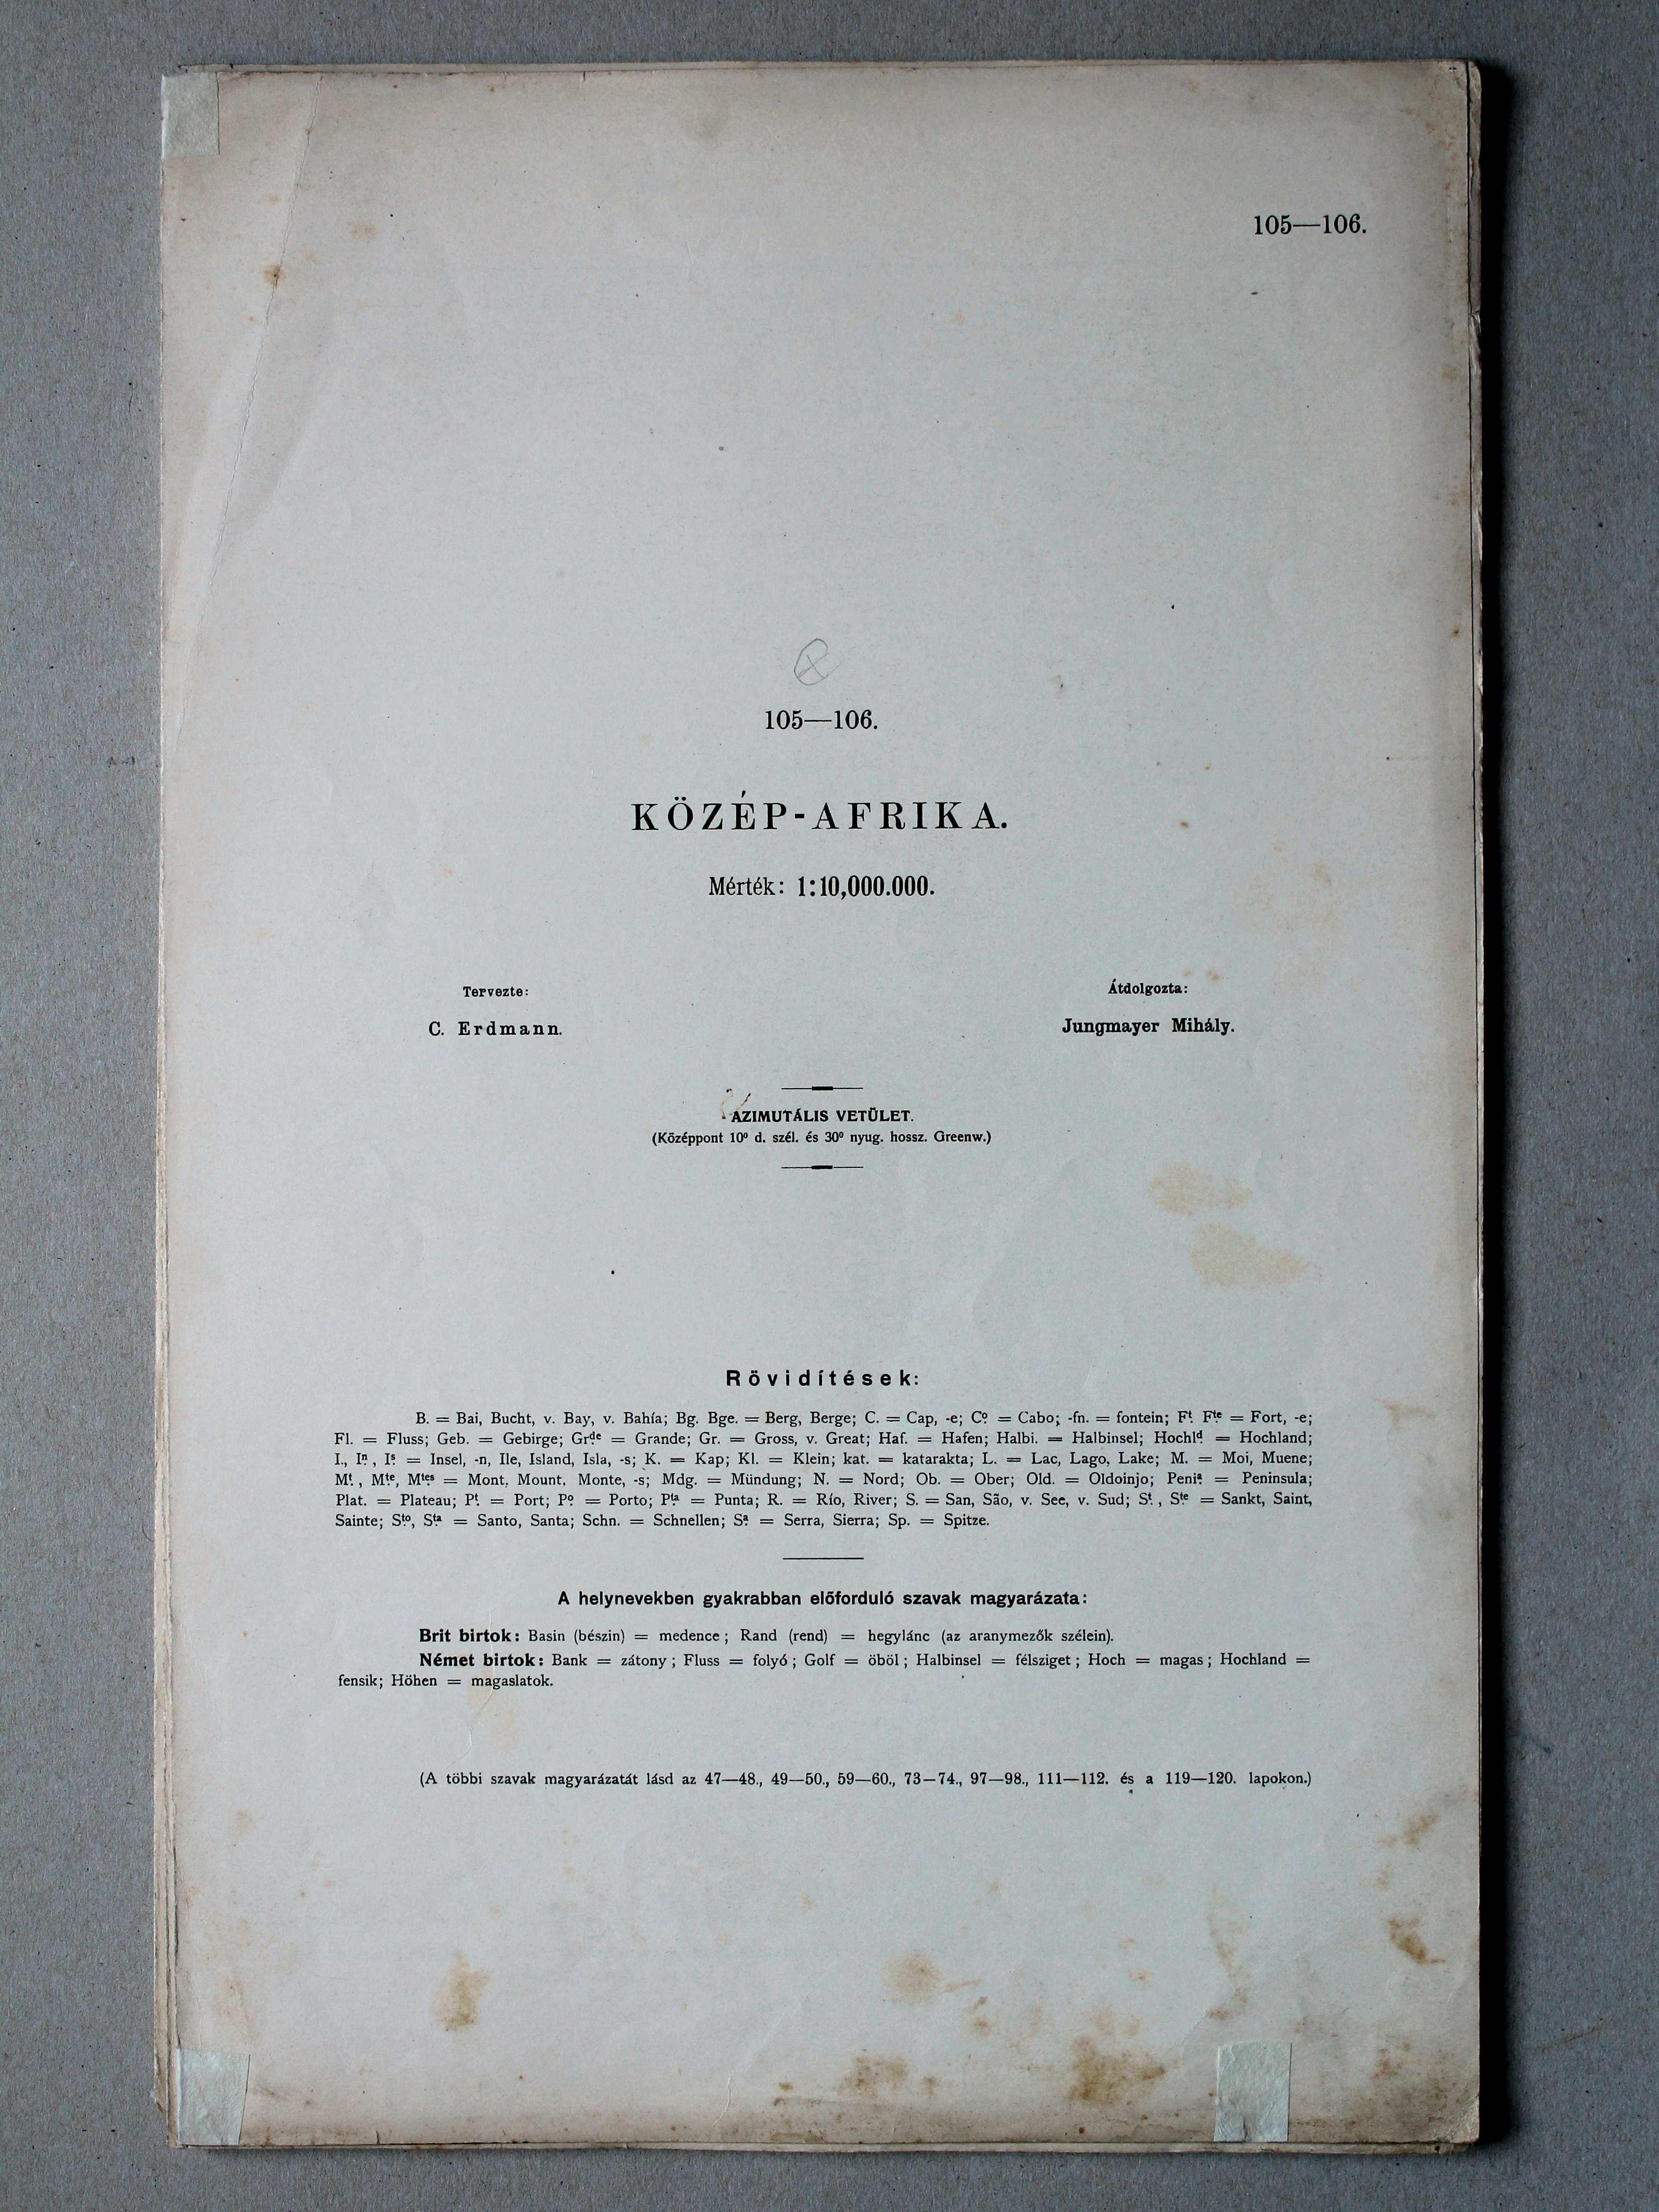 105—106.
105—106.
KÖZÉP-AFRIKA.
Mérték: 1:10,000.000.
Tervezte:
C. Erdmann.
Átdolgozta:
Jungmayer Mihály.
AZIMUTÁLIS VETÜLET.
(Középpont 10⁰ d. szél. és 30⁰ nyug. hossz. Greenw.)
Rövidítések:
B. = Bai, Bucht, v. Bay, v. Bahía; Bg. Bge. = Berg, Berge; C. = Cap, -e; Cº = Cabo; -fn. = fontein; Fᵗ Fᵗᵉ = Fort, -e;
Fl. = Fluss; Geb. = Gebirge; Grᵈᵉ = Grande; Gr. = Gross, v. Great; Haf. = Hafen; Halbi. = Halbinsel; Hochlᵈ = Hochland;
I., Iⁿ, Iˢ = Insel, -n, Ile, Island, Isla, -s; K. = Kap; Kl. = Klein; kat. = katarakta; L. = Lac, Lago, Lake; M. = Moi, Muene;
Mᵗ, Mᵗᵉ, Mᵗᵉˢ = Mont, Mount, Monte, -s; Mdg. = Mündung; N. = Nord; Ob. = Ober; Old. = Oldoinjo; Peniª = Peninsula;
Plat. = Plateau; Pᵗ = Port; Pº = Porto; Pᵗᵃ = Punta; R. = Río, River; S. = San, São, v. See, v. Sud; Sᵗ, Sᵗᵉ = Sankt, Saint,
Sainte; Sᵗᵒ, Sᵗᵃ = Santo, Santa; Schn. = Schnellen; Sª = Serra, Sierra; Sp. = Spitze.
A helynevekben gyakrabban előforduló szavak magyarázata:
Brit birtok: Basin (bészin) = medence; Rand (rend) = hegylánc (az aranymezők szélein).
Német birtok: Bank = zátony; Fluss = folyó; Golf = öböl; Halbinsel = félsziget; Hoch = magas; Hochland =
fensik; Höhen = magaslatok.
(A többi szavak magyarázatát lásd az 47—48., 49—50., 59—60., 73—74., 97—98., 111—112. és a 119—120. lapokon.)